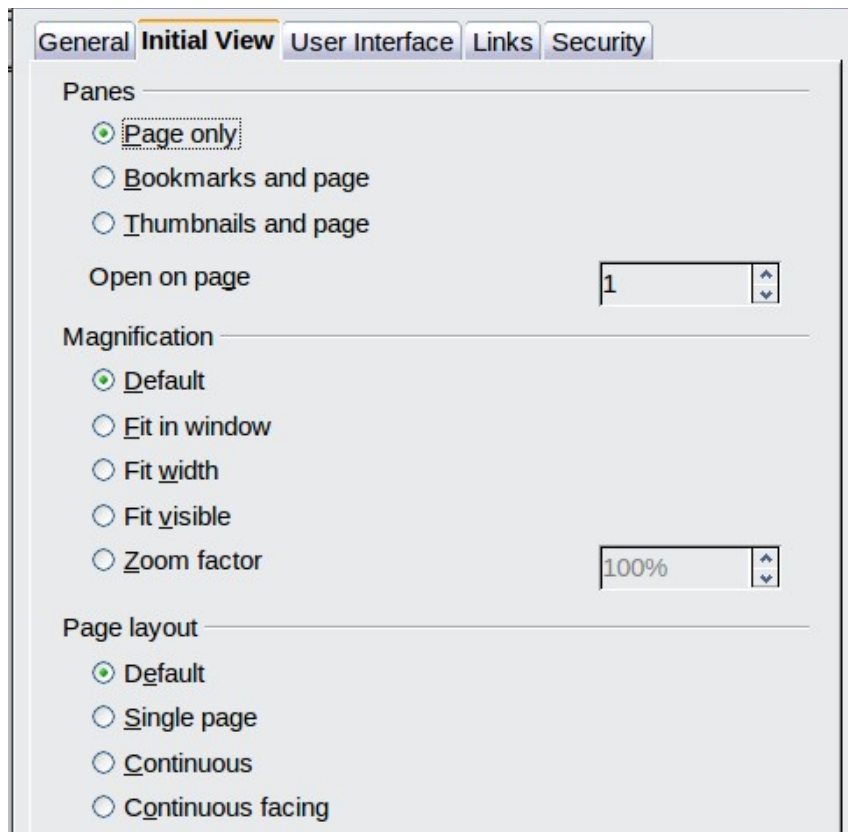 General Initial View User Interface Links Security
Panes
Page only
Bookmarks and page
Thumbnails and page
Open on page 1
Magnification
Default
Fit in window
Fit width
Fit visible
Zoom factor 100%
Page layout
Default
Single page
Continuous
Continuous facing